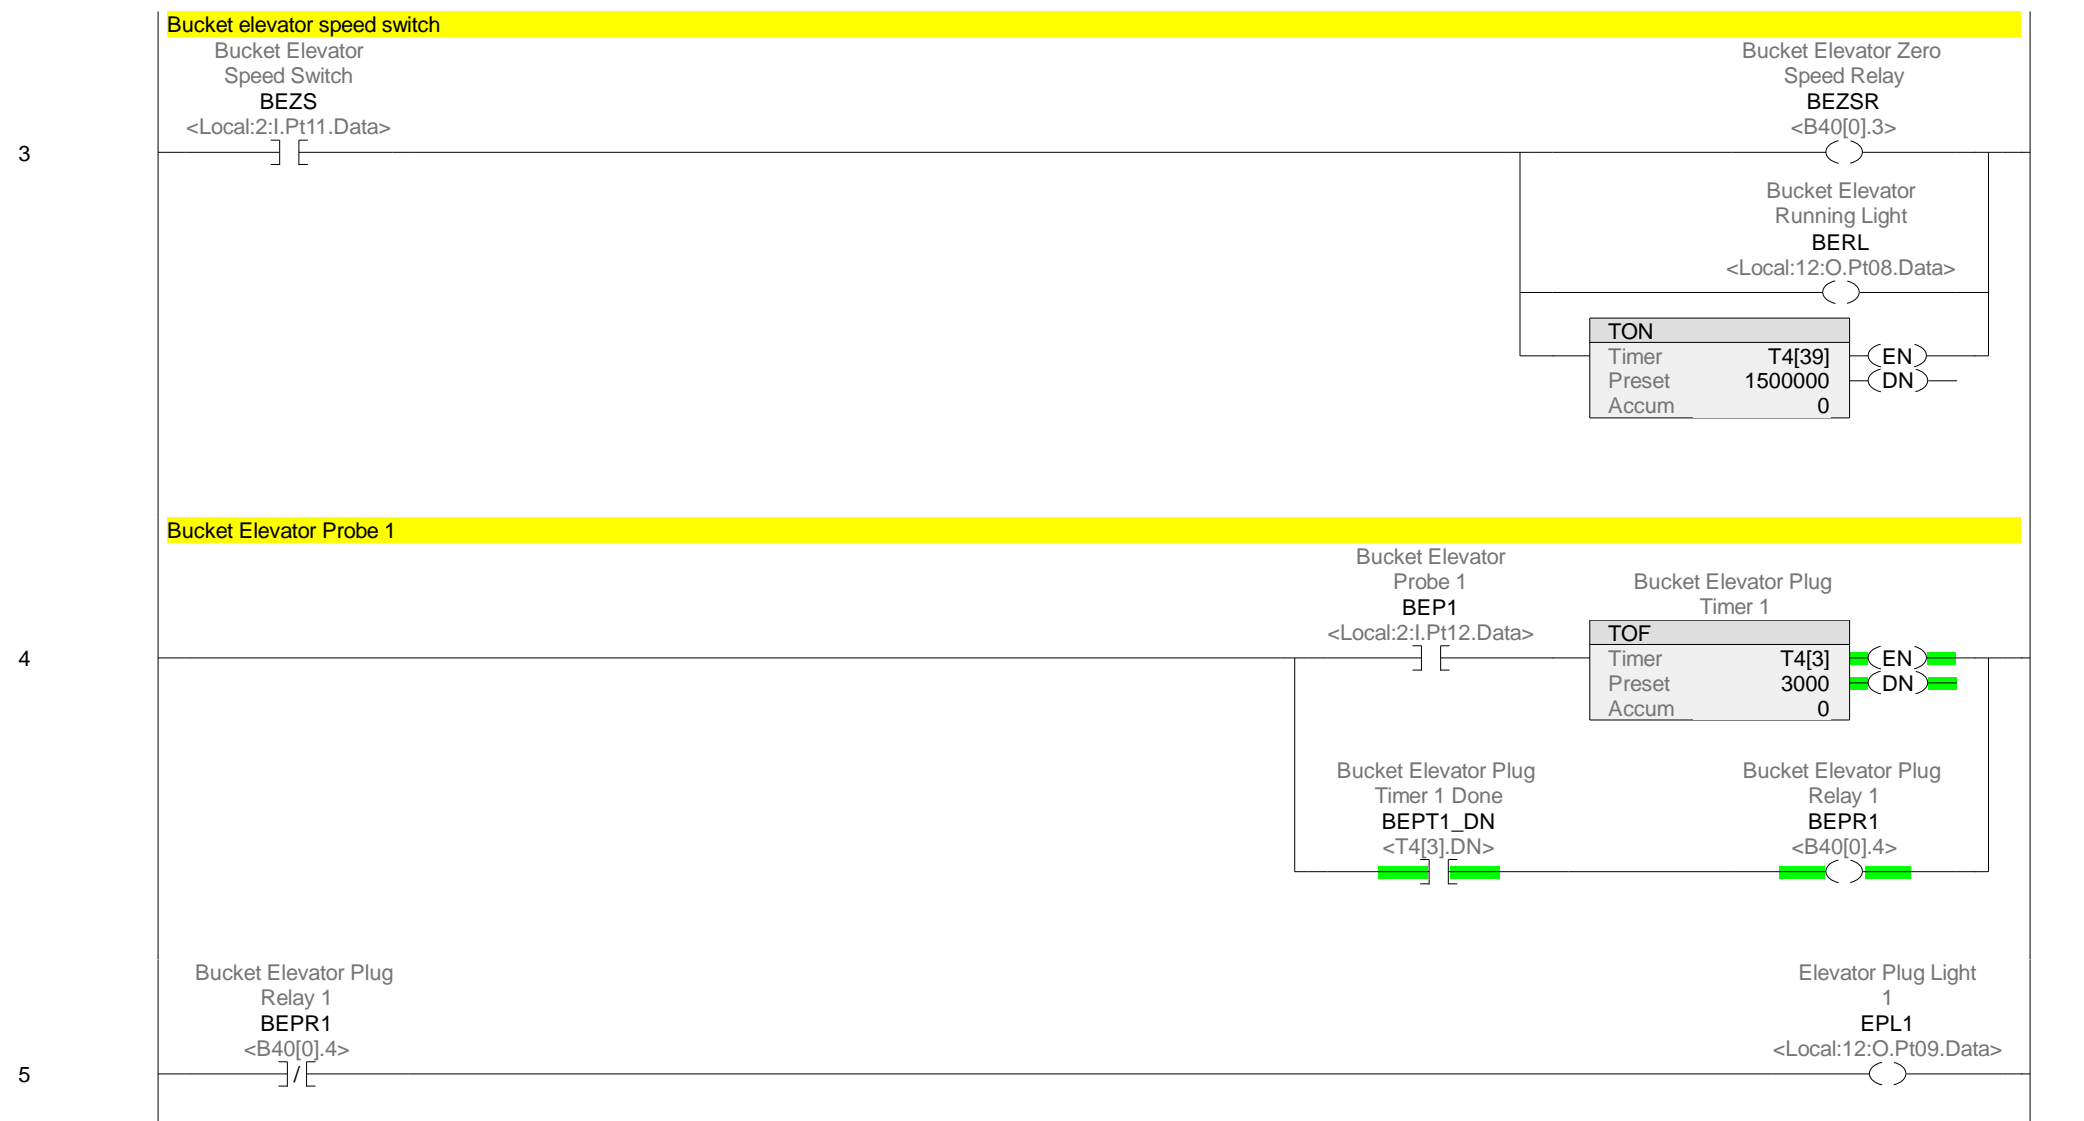 Bucket elevator speed switch
Bucket Elevator
Speed Switch
BEZS
<Local:2:I.Pt11.Data>
Bucket Elevator Zero
Speed Relay
BEZSR
<B40[0].3>
3
Bucket Elevator
Running Light
BERL
<Local:12:O.Pt08.Data>
TON
Timer T4[39] EN
Preset 1500000 DN
Accum 0
Bucket Elevator Probe 1
Bucket Elevator
Probe 1
BEP1
<Local:2:I.Pt12.Data>
Bucket Elevator Plug
Timer 1
TOF
4
Timer T4[3] EN
Preset 3000 DN
Accum 0
Bucket Elevator Plug
Timer 1 Done
BEPT1_DN
<T4[3].DN>
Bucket Elevator Plug
Relay 1
BEPR1
<B40[0].4>
Bucket Elevator Plug
Relay 1
BEPR1
<B40[0].4>
Elevator Plug Light
1
EPL1
<Local:12:O.Pt09.Data>
5
/